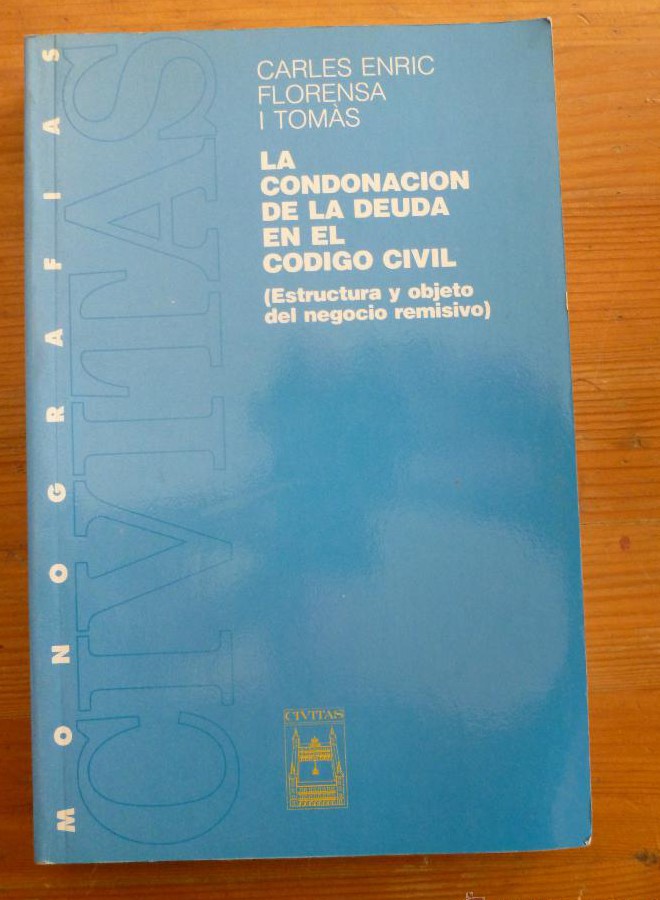 CARLES ENRIC
FLORENSA
I TOMÀS
LA
CONDONACION
DE LA DEUDA
EN EL
CODIGO CIVIL
(Estructura y objeto
del negocio remisivo)
MONOGRAFIAS
CIVITAS
CIVITAS